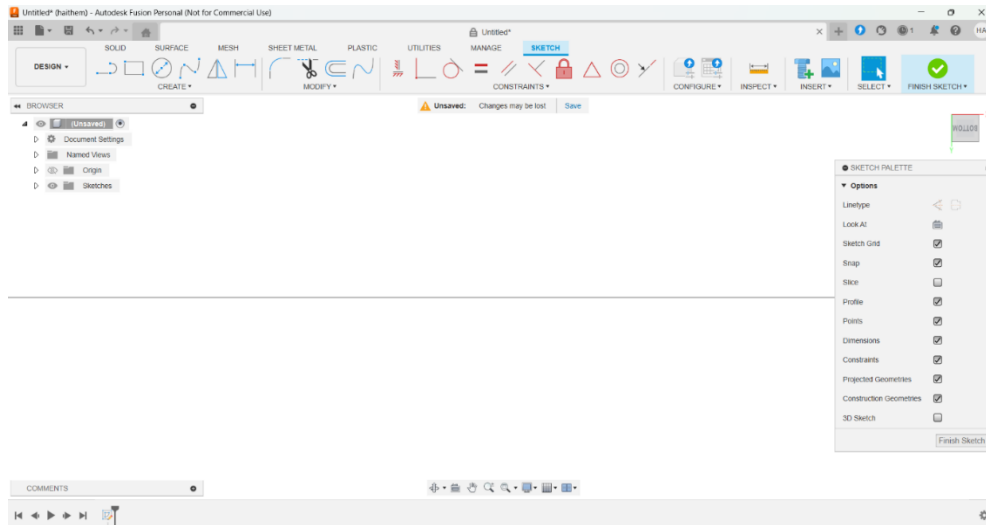 Untitled* (haithem) - Autodesk Fusion Personal (Not for Commercial Use)
Untitled*
1
HA
SOLID SURFACE MESH SHEET METAL PLASTIC UTILITIES MANAGE SKETCH
DESIGN
CREATE MODIFY CONSTRAINTS CONFIGURE INSPECT INSERT SELECT FINISH SKETCH
BROWSER
Unsaved: Changes may be lost Save
(Unsaved)
Document Settings
Named Views
Origin
Sketches
BOTTOM
SKETCH PALETTE
Options
Linetype
Look At
Sketch Grid
Snap
Slice
Profile
Points
Dimensions
Constraints
Projected Geometries
Construction Geometries
3D Sketch
Finish Sketch
COMMENTS